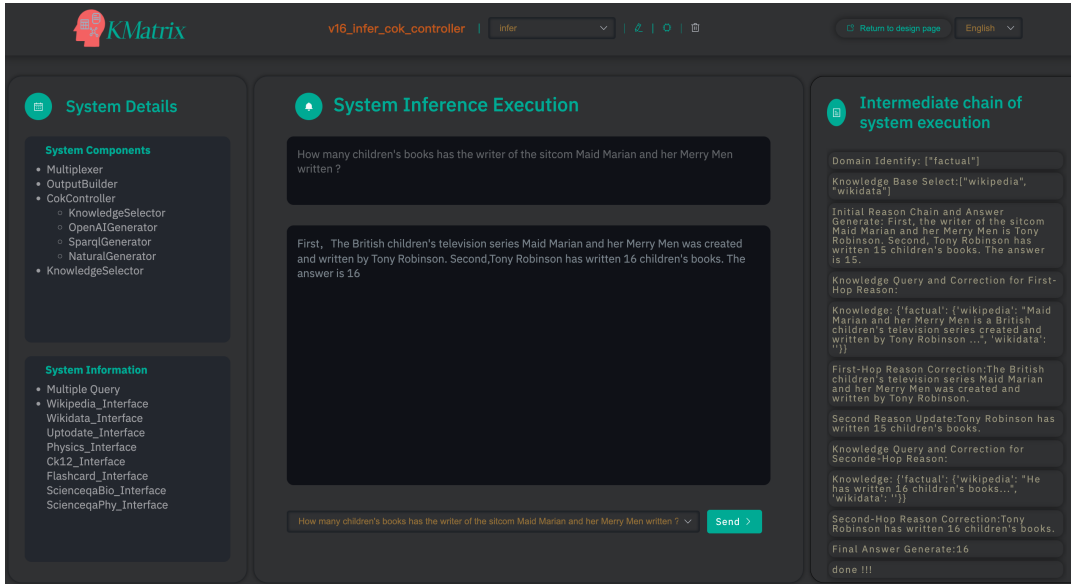 KMatrix
v16_infer_cok_controller | infer
Return to design page
English
System Details
System Components
Multiplexer
OutputBuilder
CokController
KnowledgeSelector
OpenAIGenerator
SparqlGenerator
NaturalGenerator
KnowledgeSelector
System Information
Multiple Query
Wikipedia_Interface
Wikidata_Interface
Uptodate_Interface
Physics_Interface
Ck12_Interface
Flashcard_Interface
ScienceqaBio_Interface
ScienceqaPhy_Interface
System Inference Execution
How many children's books has the writer of the sitcom Maid Marian and her Merry Men
written ?
First， The British children's television series Maid Marian and her Merry Men was created
and written by Tony Robinson. Second,Tony Robinson has written 16 children's books. The
answer is 16
How many children's books has the writer of the sitcom Maid Marian and her Merry Men written ?
Send >
Intermediate chain of
system execution
Domain Identify: ["factual"]
Knowledge Base Select:["wikipedia",
"wikidata"]
Initial Reason Chain and Answer
Generate: First, the writer of the sitcom
Maid Marian and her Merry Men is Tony
Robinson. Second, Tony Robinson has
written 15 children's books. The answer
is 15.
Knowledge Query and Correction for First-
Hop Reason:
Knowledge: {'factual': {'wikipedia': "Maid
Marian and her Merry Men is a British
children's television series created and
written by Tony Robinson ...", 'wikidata':
''}}
First-Hop Reason Correction:The British
children's television series Maid Marian
and her Merry Men was created and
written by Tony Robinson.
Second Reason Update:Tony Robinson has
written 15 children's books.
Knowledge Query and Correction for
Seconde-Hop Reason:
Knowledge: {'factual': {'wikipedia': "He
has written 16 children's books...",
'wikidata': ''}}
Second-Hop Reason Correction:Tony
Robinson has written 16 children's books.
Final Answer Generate:16
done !!!